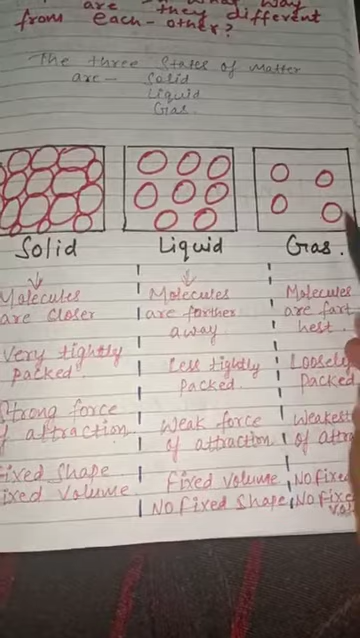 are they different
from each-other?
The three states of Matter
are - Solid
Liquid
Gas.
Solid
Liquid
Gas.
Molecules
are closer
Molecules
are farther
away
Molecules
are fart
hest.
Very tightly
packed.
Less tightly
packed.
Loosely
packed
Strong force
of attraction
Weak force
of attraction
Weakest
of attra
Fixed shape
Fixed volume
Fixed volume
No fixed shape
No fixed
No fixe